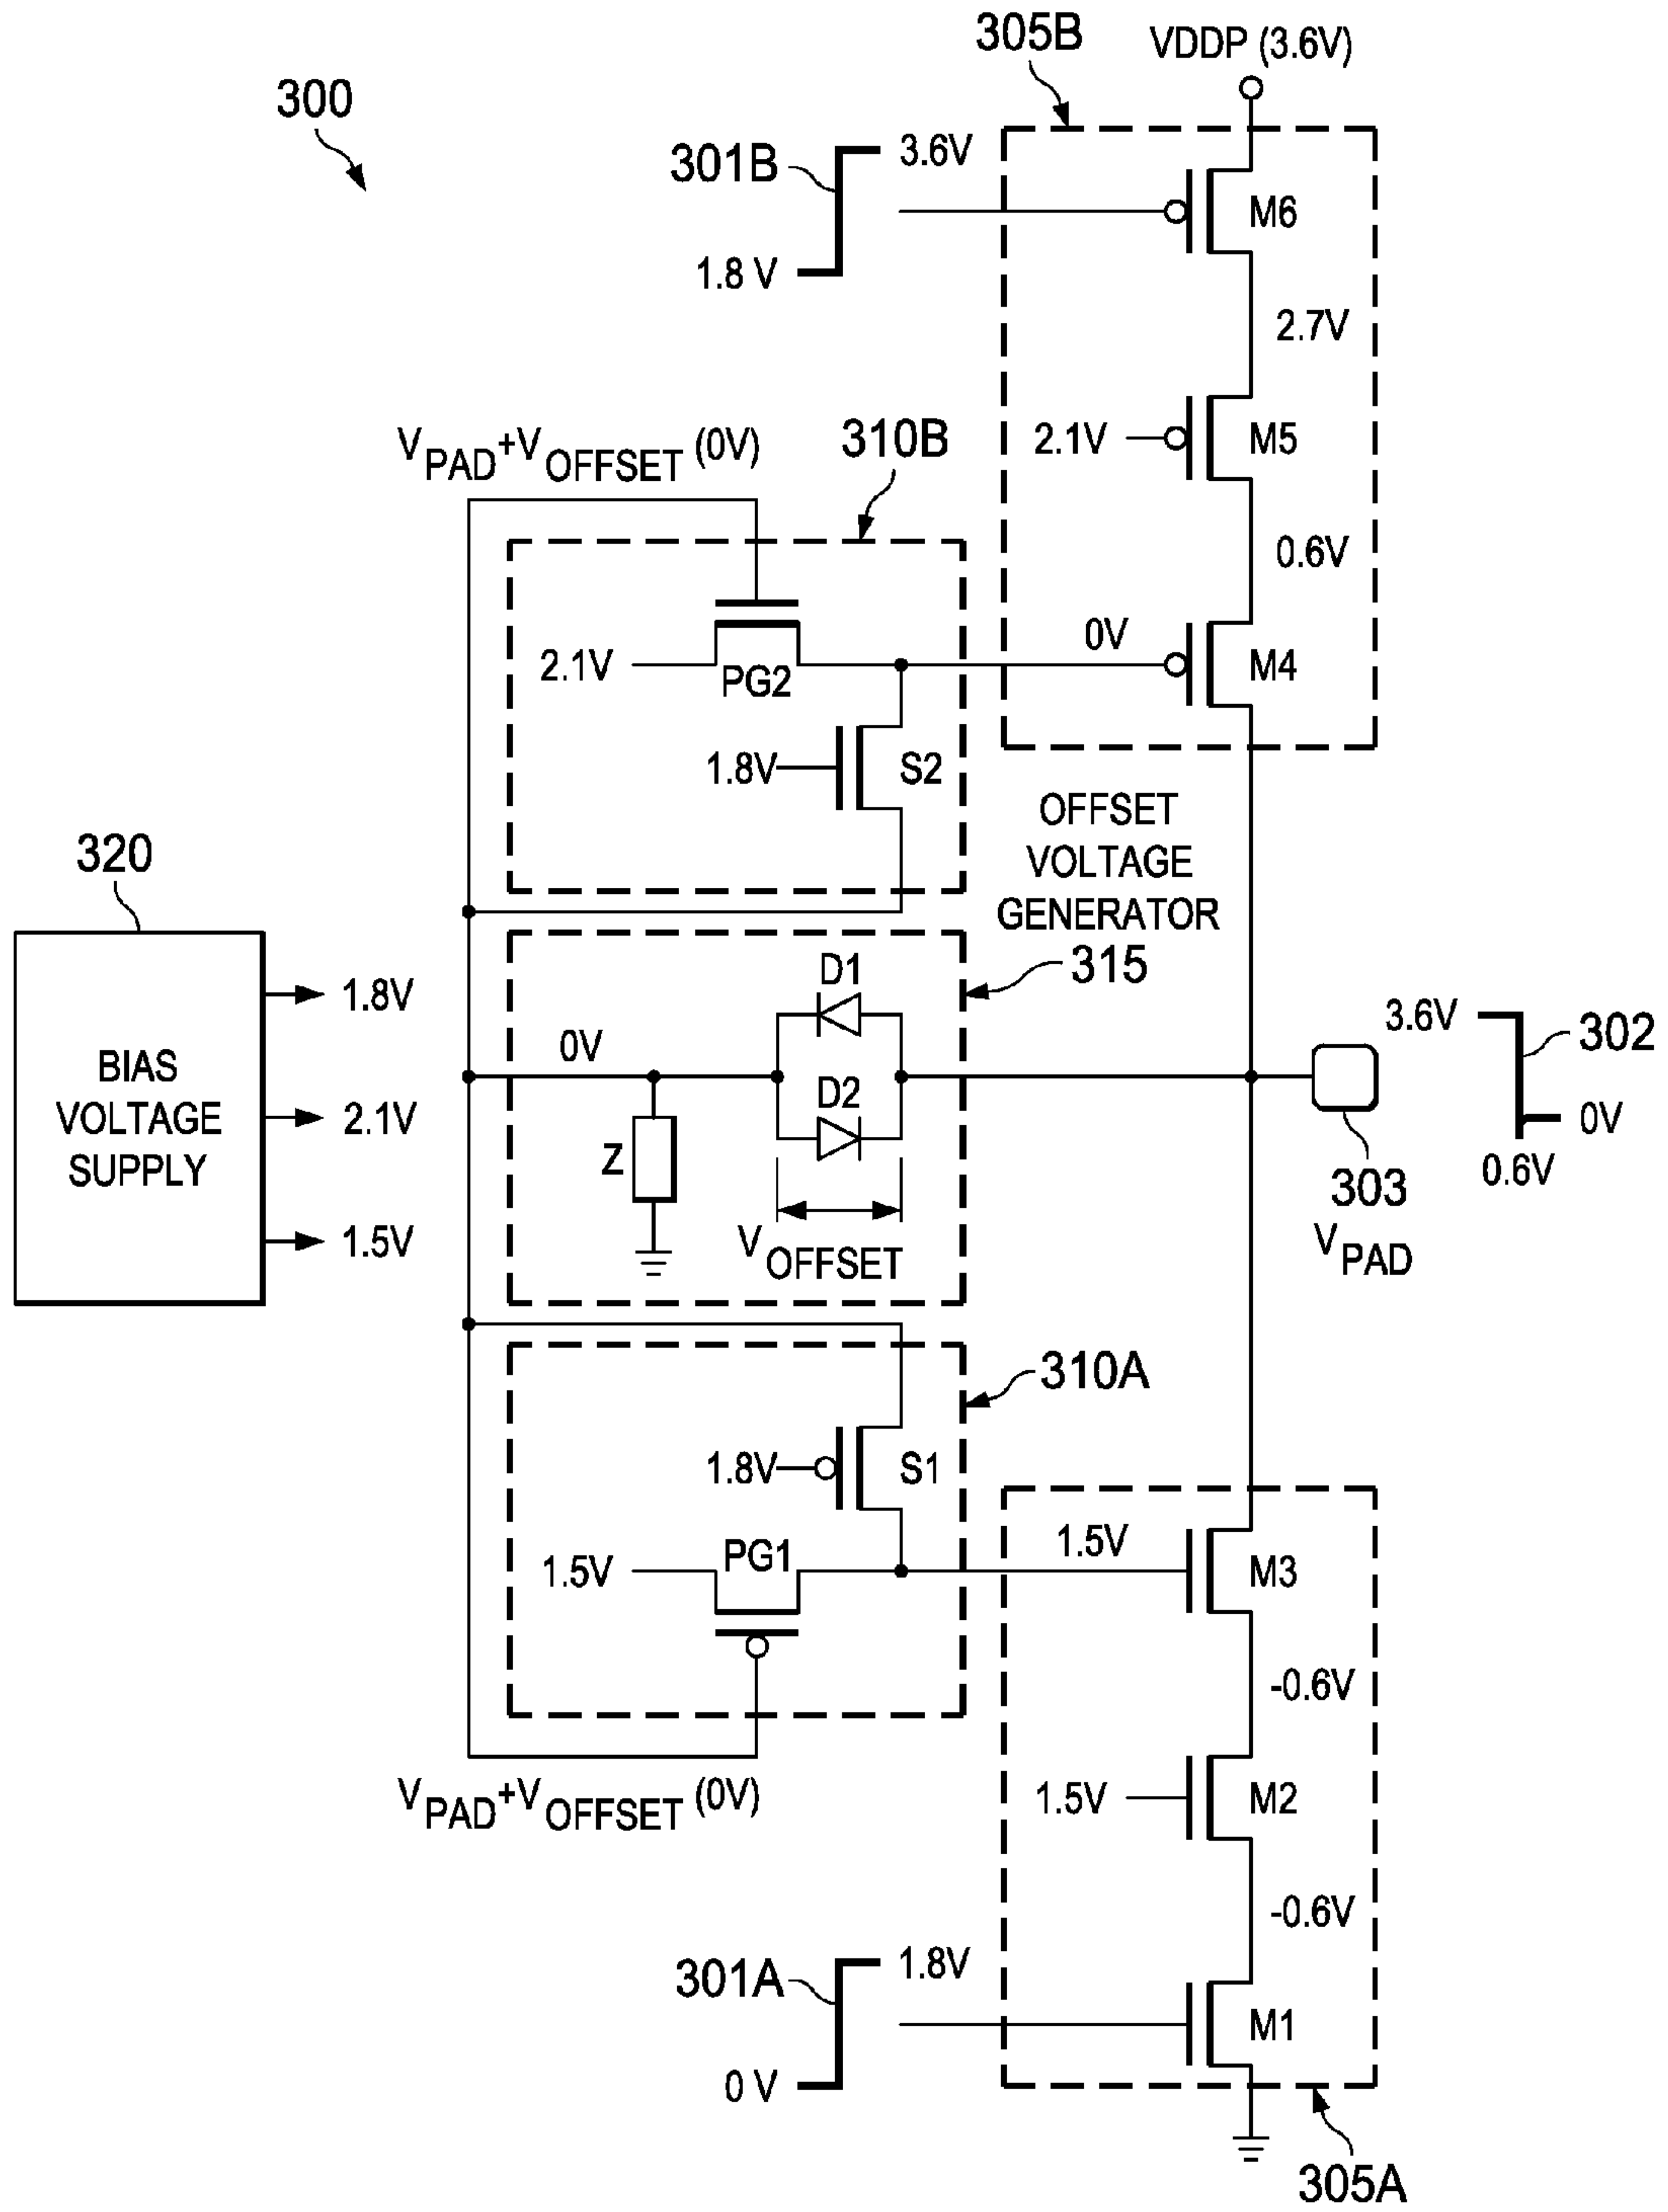 305B
VDDP (3.6V)
300
301B
3.6V
1.8 V
M6
2.7V
2.1V
M5
VPAD+VOFFSET (0V)
310B
0.6V
0V
2.1V
PG2
M4
1.8V
S2
OFFSET
VOLTAGE
GENERATOR
315
320
BIAS
VOLTAGE
SUPPLY
1.8V
2.1V
1.5V
D1
0V
D2
Z
VOFFSET
3.6V
302
0V
0.6V
303
VPAD
310A
1.8V
S1
1.5V
PG1
1.5V
M3
-0.6V
VPAD+VOFFSET (0V)
1.5V
M2
-0.6V
301A
1.8V
0 V
M1
305A